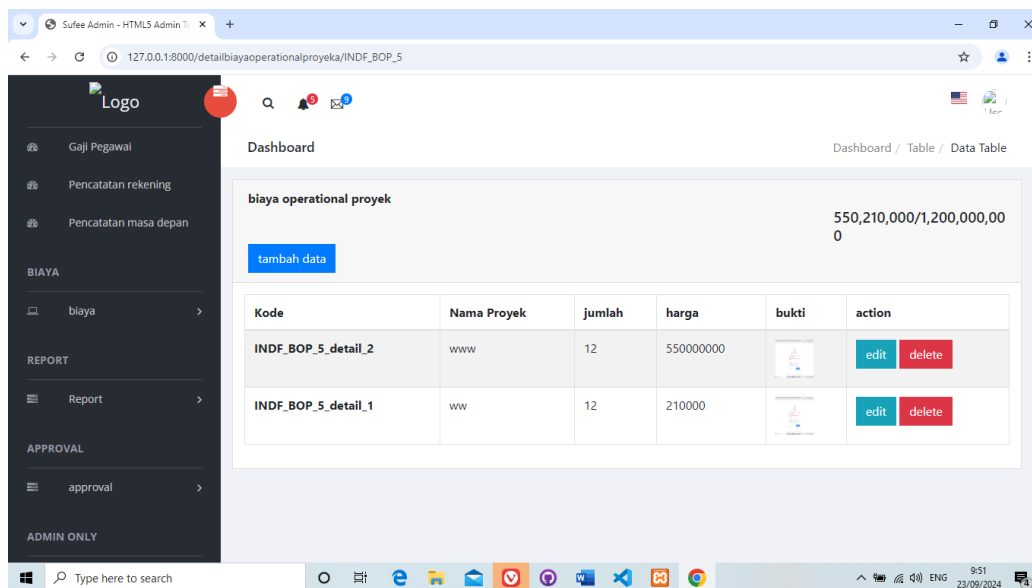 Sufee Admin - HTML5 Admin Te
127.0.0.1:8000/detailbiayaoperationalproyeka/INDF_BOP_5
Logo
5
9
Gaji Pegawai
Pencatatan rekening
Pencatatan masa depan
BIAYA
biaya
REPORT
Report
APPROVAL
approval
ADMIN ONLY
Dashboard
Dashboard / Table / Data Table
biaya operational proyek
550,210,000/1,200,000,00
0
tambah data
Kode Nama Proyek jumlah harga bukti action
INDF_BOP_5_detail_2 www 12 550000000 edit delete
INDF_BOP_5_detail_1 ww 12 210000 edit delete
Type here to search
ENG
9:51
23/09/2024